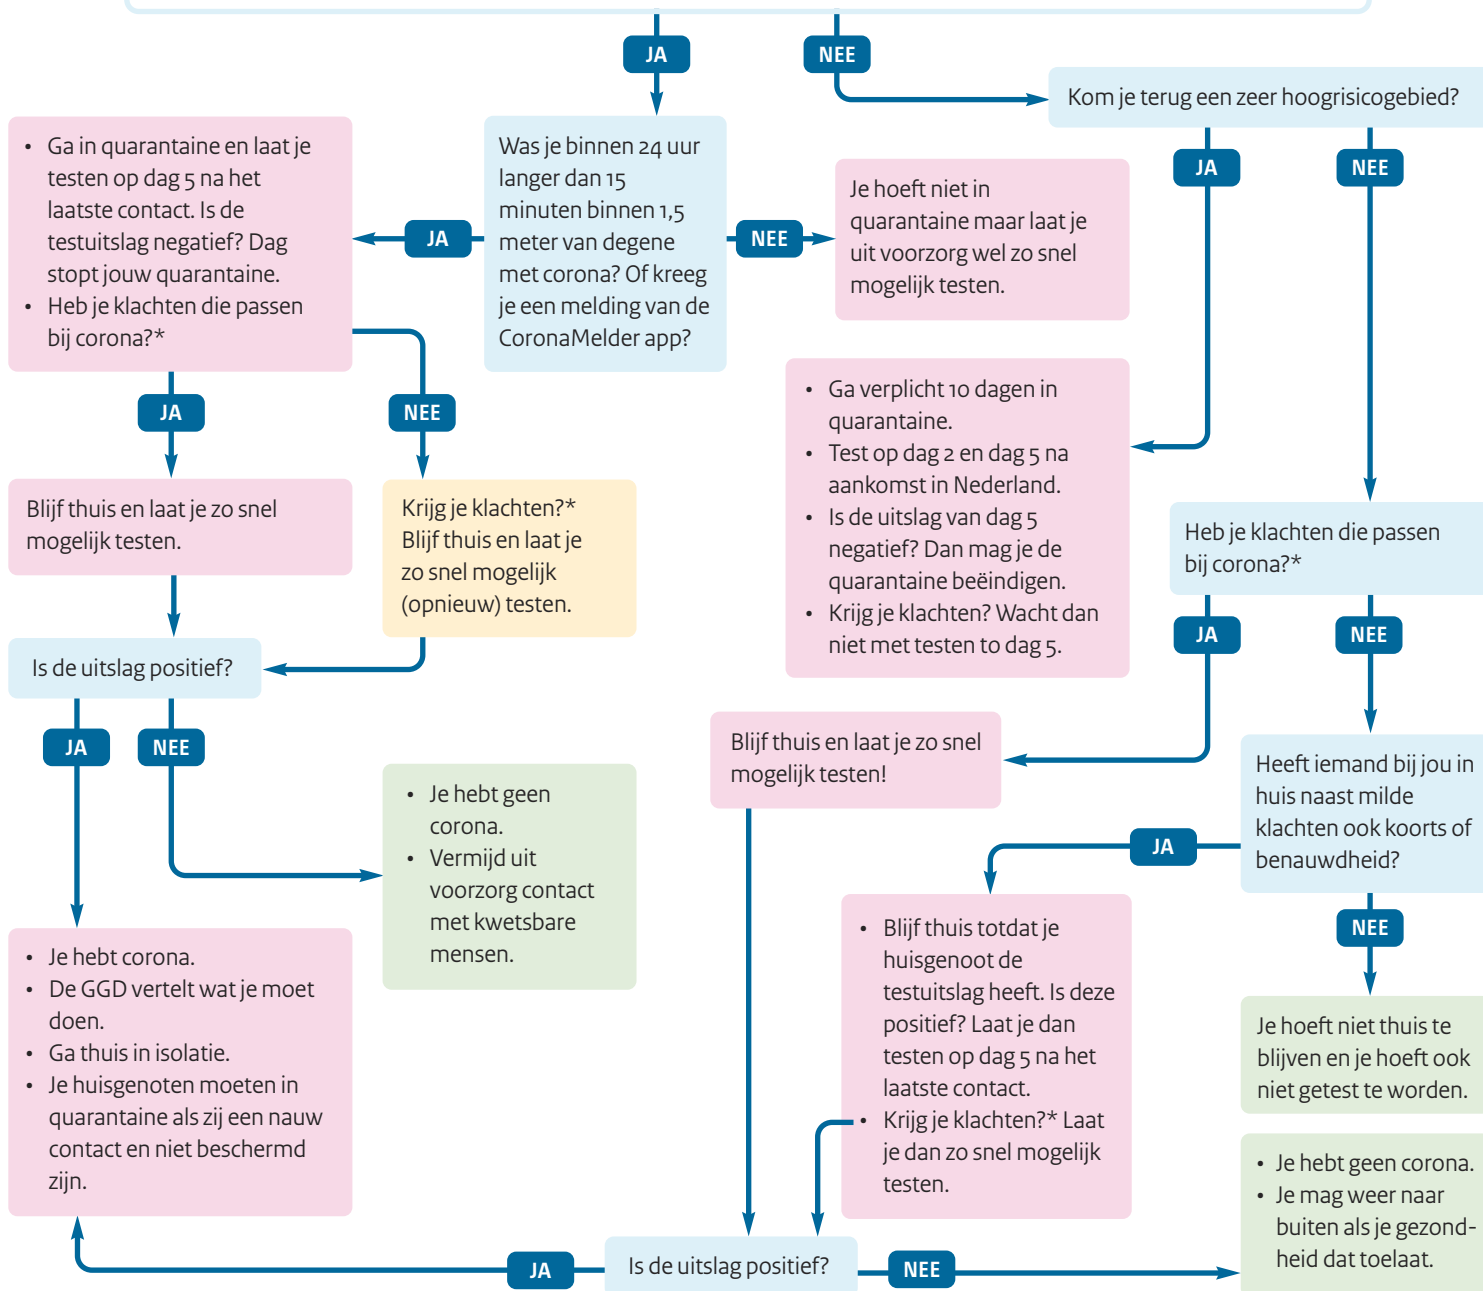 JA
NEE
Kom je terug een zeer hoogrisicogebied?
• Ga in quarantaine en laat je
testen op dag 5 na het
laatste contact. Is de
testuitslag negatief? Dag
stopt jouw quarantaine.
• Heb je klachten die passen
bij corona?*
JA
Was je binnen 24 uur
langer dan 15
minuten binnen 1,5
meter van degene
met corona? Of kreeg
je een melding van de
CoronaMelder app?
NEE
Je hoeft niet in
quarantaine maar laat je
uit voorzorg wel zo snel
mogelijk testen.
JA
NEE
JA
NEE
• Ga verplicht 10 dagen in
quarantaine.
• Test op dag 2 en dag 5 na
aankomst in Nederland.
• Is de uitslag van dag 5
negatief? Dan mag je de
quarantaine beëindigen.
• Krijg je klachten? Wacht dan
niet met testen to dag 5.
Blijf thuis en laat je zo snel
mogelijk testen.
Krijg je klachten?*
Blijf thuis en laat je
zo snel mogelijk
(opnieuw) testen.
Heb je klachten die passen
bij corona?*
JA
NEE
Is de uitslag positief?
JA
NEE
Blijf thuis en laat je zo snel
mogelijk testen!
Heeft iemand bij jou in
huis naast milde
klachten ook koorts of
benauwdheid?
• Je hebt geen
corona.
• Vermijd uit
voorzorg contact
met kwetsbare
mensen.
JA
NEE
• Je hebt corona.
• De GGD vertelt wat je moet
doen.
• Ga thuis in isolatie.
• Je huisgenoten moeten in
quarantaine als zij een nauw
contact en niet beschermd
zijn.
• Blijf thuis totdat je
huisgenoot de
testuitslag heeft. Is deze
positief? Laat je dan
testen op dag 5 na het
laatste contact.
• Krijg je klachten?* Laat
je dan zo snel mogelijk
testen.
Je hoeft niet thuis te
blijven en je hoeft ook
niet getest te worden.
• Je hebt geen corona.
• Je mag weer naar
buiten als je gezond-
heid dat toelaat.
JA
Is de uitslag positief?
NEE